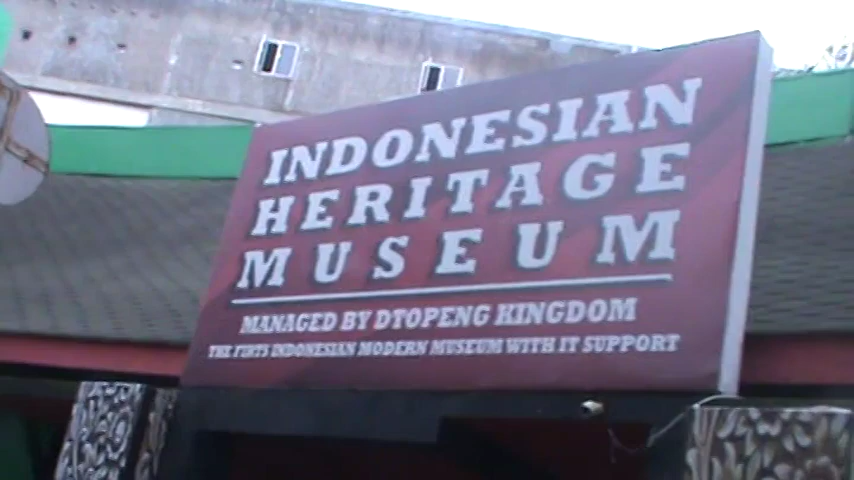 INDONESIAN
HERITAGE
MUSEUM
MANAGED BY DTOPENG KINGDOM
THE FIRTS INDONESIAN MODERN MUSEUM WITH IT SUPPORT